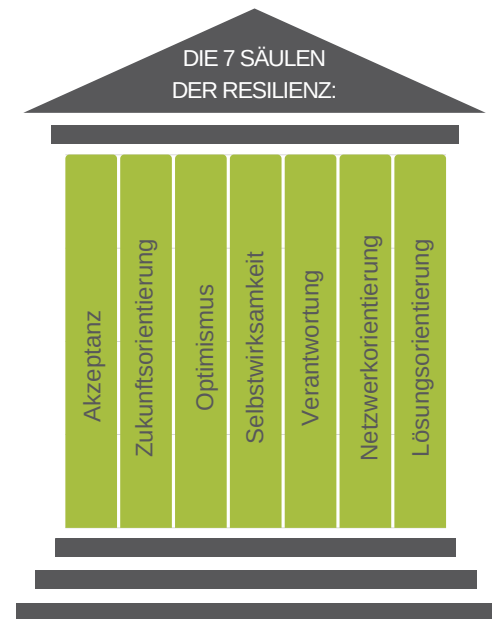 DIE 7 SÄULEN
DER RESILIENZ:
Akzeptanz
Zukunftsorientierung
Optimismus
Selbstwirksamkeit
Verantwortung
Netzwerkorientierung
Lösungsorientierung